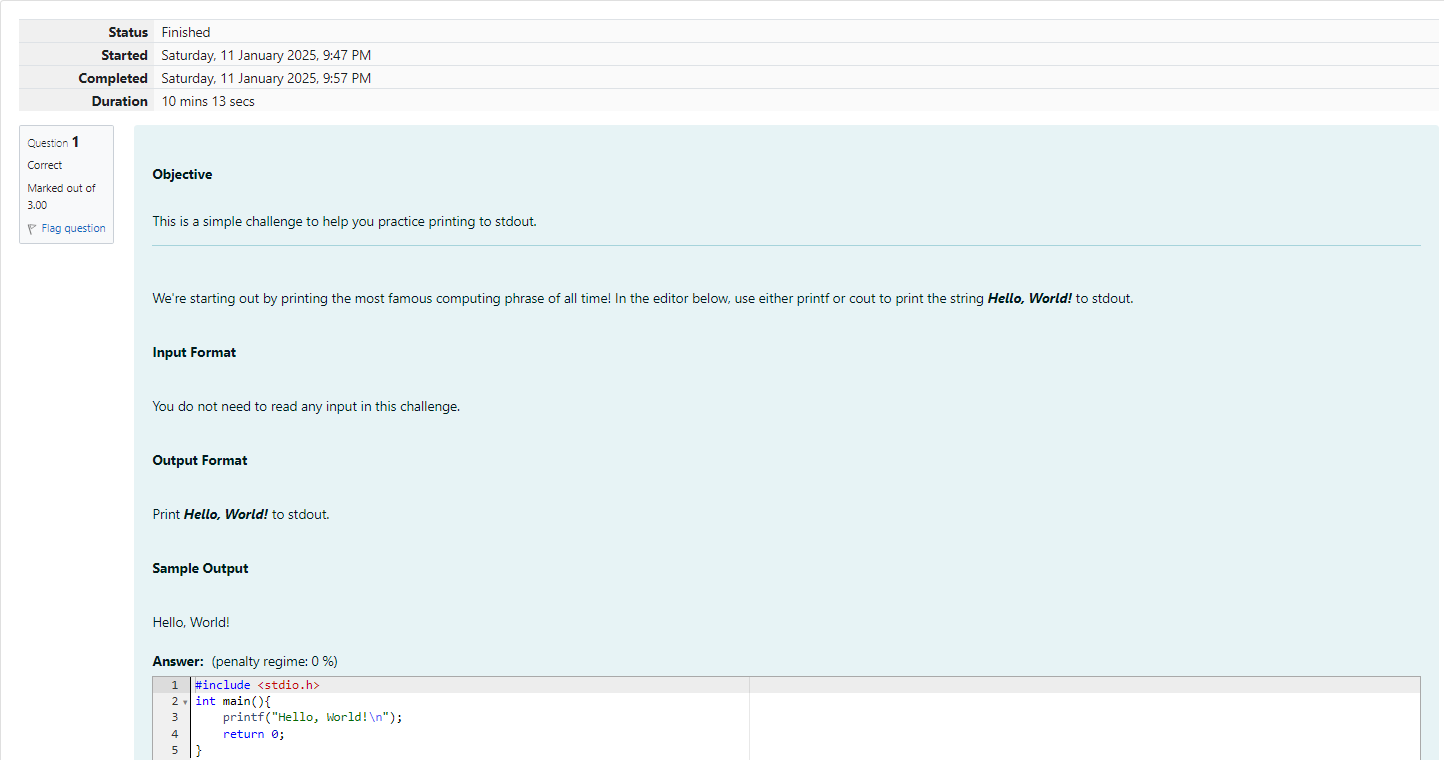 Status Finished
Started Saturday, 11 January 2025, 9:47 PM
Completed Saturday, 11 January 2025, 9:57 PM
Duration 10 mins 13 secs
Question 1
Correct
Marked out of
3.00
Flag question
Objective
This is a simple challenge to help you practice printing to stdout.
We're starting out by printing the most famous computing phrase of all time! In the editor below, use either printf or cout to print the string Hello, World! to stdout.
Input Format
You do not need to read any input in this challenge.
Output Format
Print Hello, World! to stdout.
Sample Output
Hello, World!
Answer: (penalty regime: 0 %)
1 #include <stdio.h>
2 int main(){
3     printf("Hello, World!\n");
4     return 0;
5 }